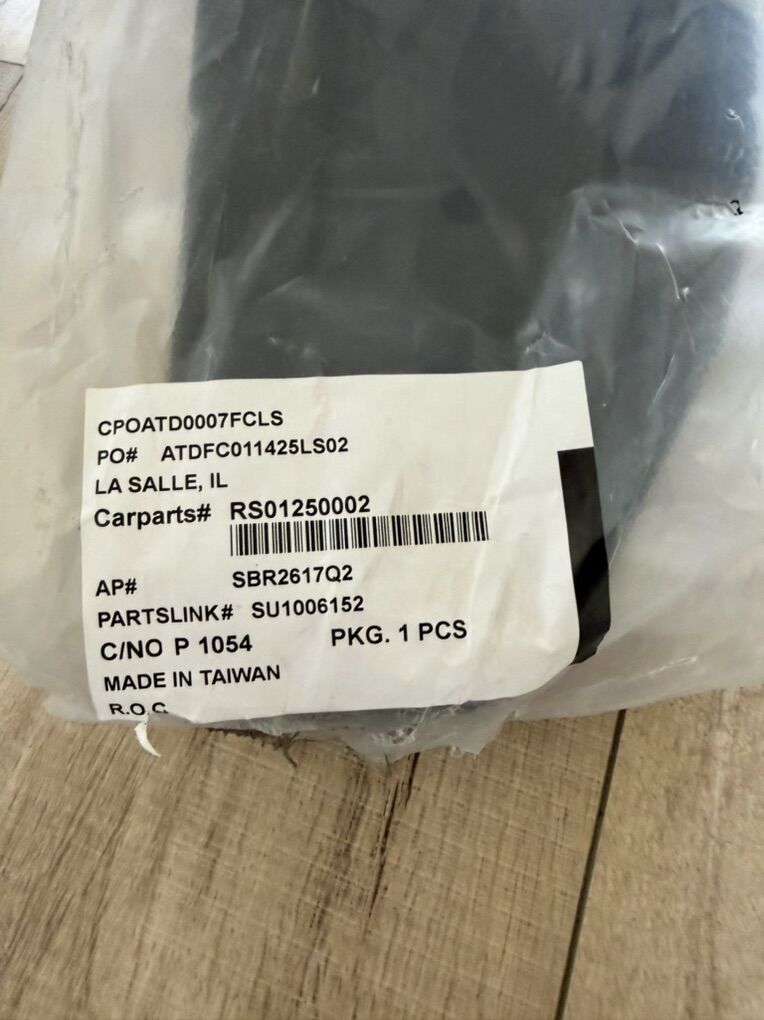 CPOATD0007FCLS
PO# ATDFC011425LS02
LA SALLE, IL
Carparts# RS01250002
AP# SBR2617Q2
PARTSLINK# SU1006152
C/NO P 1054 PKG. 1 PCS
MADE IN TAIWAN
R.O.C